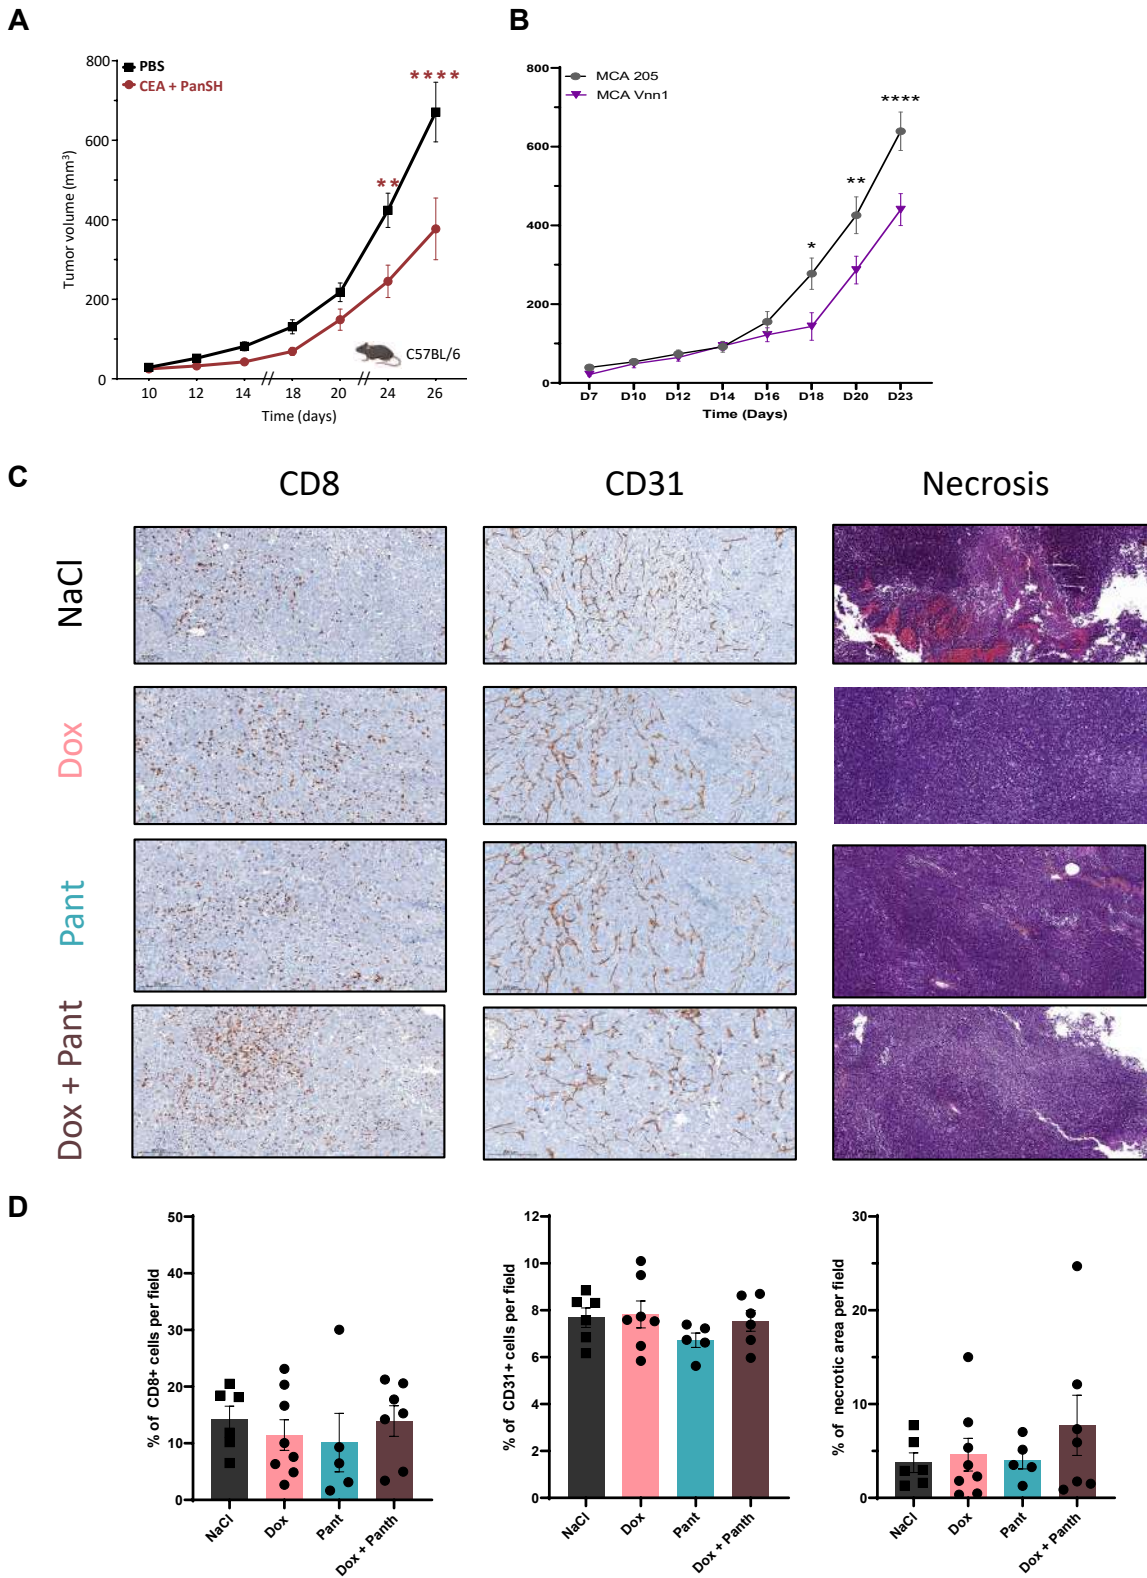 A
B
PBS
CEA + PanSH
Tumor volume (mm³)
800
600
400
200
0
**
****
C57BL/6
10 12 14 18 20 24 26
Time (days)
MCA 205
MCA Vnn1
800
600
400
200
0
*
**
****
D7 D10 D12 D14 D16 D18 D20 D23
Time (Days)
C
CD8 CD31 Necrosis
NaCl
Dox
Pant
Dox + Pant
D
% of CD8+ cells per field
50
40
30
20
10
0
NaCl Dox Pant Dox + Panth
% of CD31+ cells per field
12
10
8
6
4
2
0
NaCl Dox Pant Dox + Panth
% of necrotic area per field
30
20
10
0
NaCl Dox Pant Dox + Panth